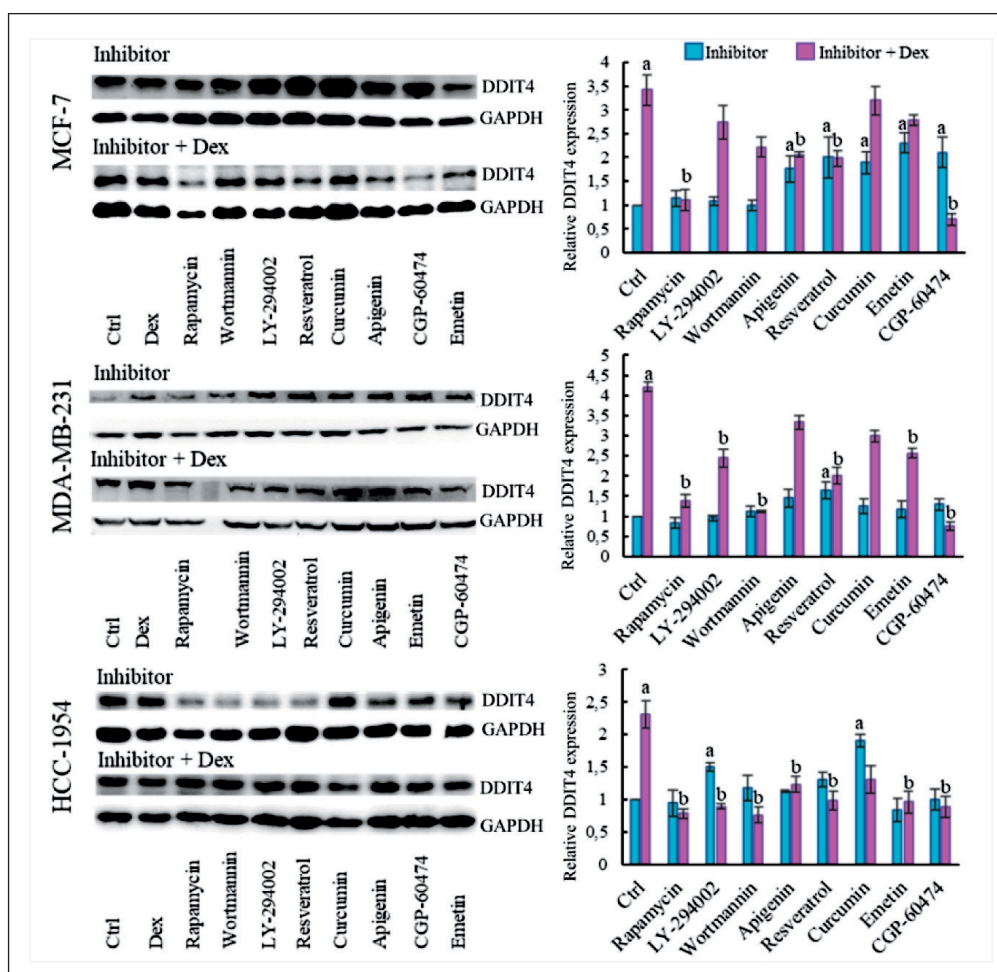 MCF-7
Inhibitor
DDIT4
GAPDH
Inhibitor + Dex
DDIT4
GAPDH
Ctrl
Dex
Rapamycin
Wortmannin
LY-294002
Resveratrol
Curcumin
Apigenin
CGP-60474
Emetin
Inhibitor
Inhibitor + Dex
Relative DDIT4 expression
4
3,5
3
2,5
2
1,5
1
0,5
0
a
b
a
b
a
b
a
a
b
Ctrl
Rapamycin
LY-294002
Wortmannin
Apigenin
Resveratrol
Curcumin
Emetin
CGP-60474
MDA-MB-231
Inhibitor
DDIT4
GAPDH
Inhibitor + Dex
DDIT4
GAPDH
Ctrl
Dex
Rapamycin
Wortmannin
LY-294002
Resveratrol
Curcumin
Apigenin
Emetin
CGP-60474
Relative DDIT4 expression
5
4,5
4
3,5
3
2,5
2
1,5
1
0,5
0
a
b
b
b
a
b
b
b
Ctrl
Rapamycin
LY-294002
Wortmannin
Apigenin
Resveratrol
Curcumin
Emetin
CGP-60474
HCC-1954
Inhibitor
DDIT4
GAPDH
Inhibitor + Dex
DDIT4
GAPDH
Ctrl
Dex
Rapamycin
Wortmannin
LY-294002
Resveratrol
Curcumin
Apigenin
CGP-60474
Emetin
Relative DDIT4 expression
3
2,5
2
1,5
1
0,5
0
a
b
a
b
b
b
b
a
b
b
Ctrl
Rapamycin
LY-294002
Wortmannin
Apigenin
Resveratrol
Curcumin
Emetin
CGP-60474